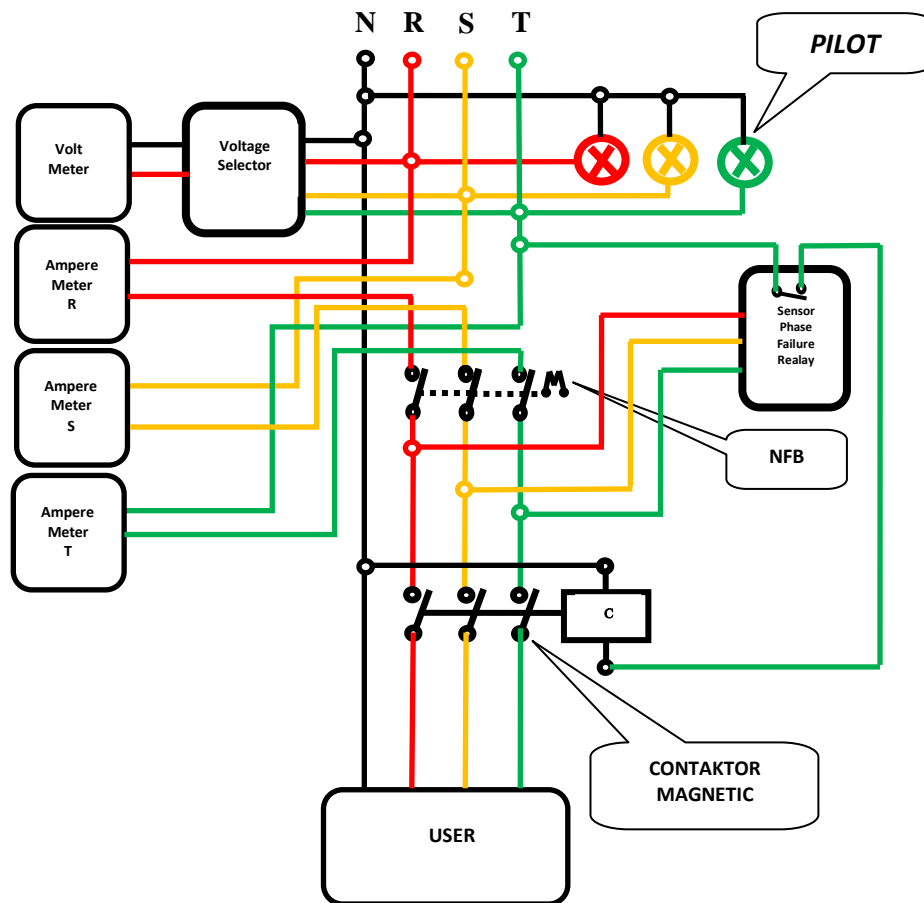 N R S T
PILOT
Volt
Meter
Voltage
Selector
Ampere
Meter
R
Sensor
Phase
Failure
Realay
Ampere
Meter
S
NFB
Ampere
Meter
T
C
CONTAKTOR
MAGNETIC
USER